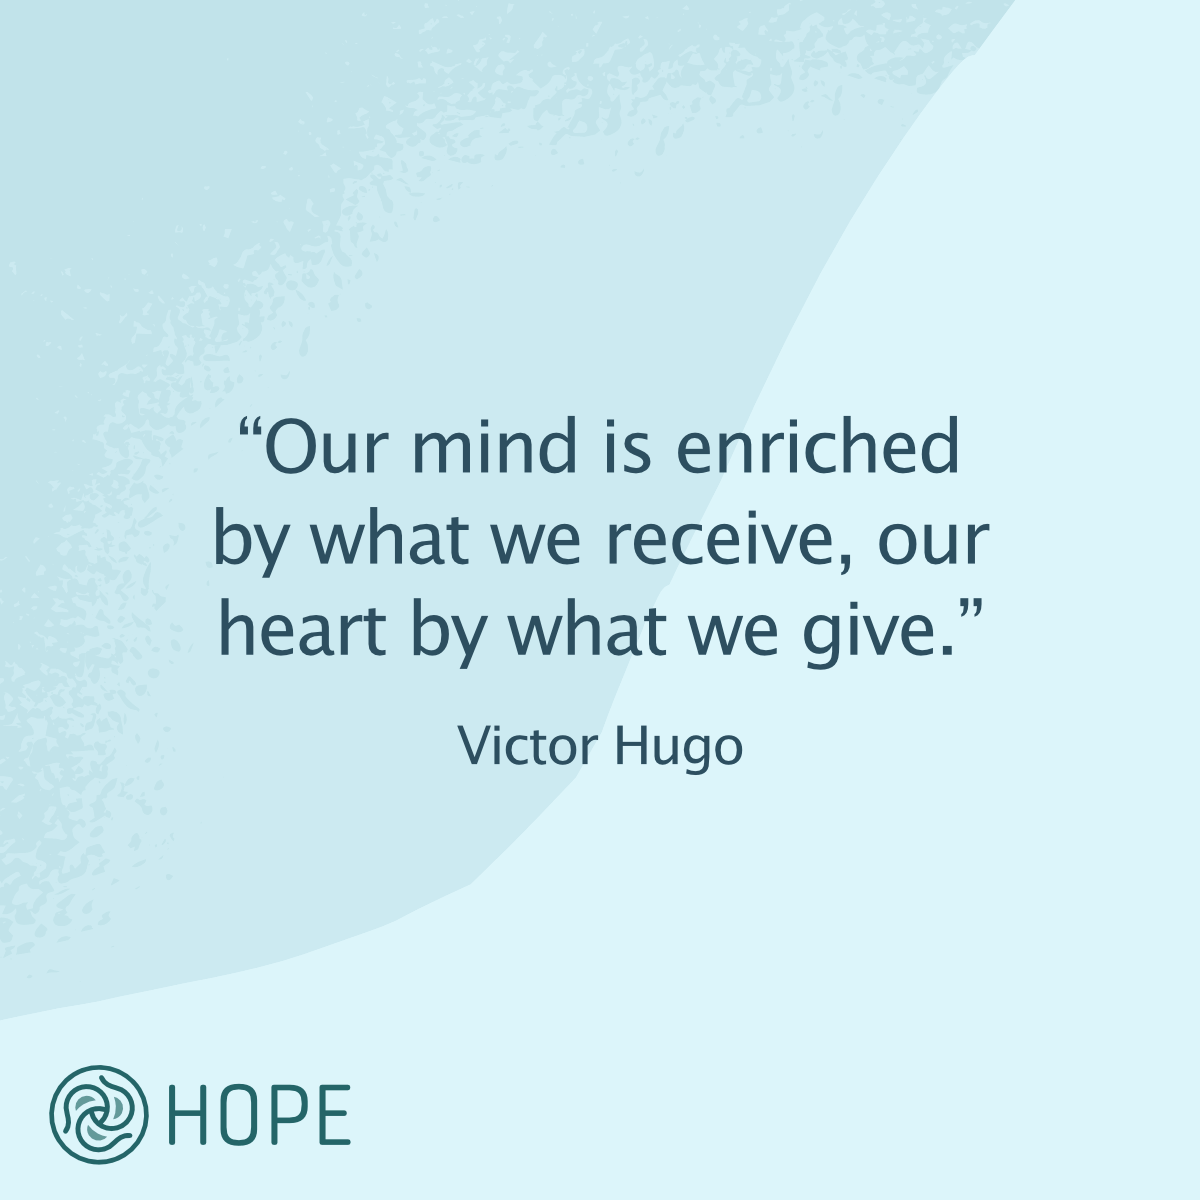 “Our mind is enriched
by what we receive, our
heart by what we give.”
Victor Hugo
HOPE